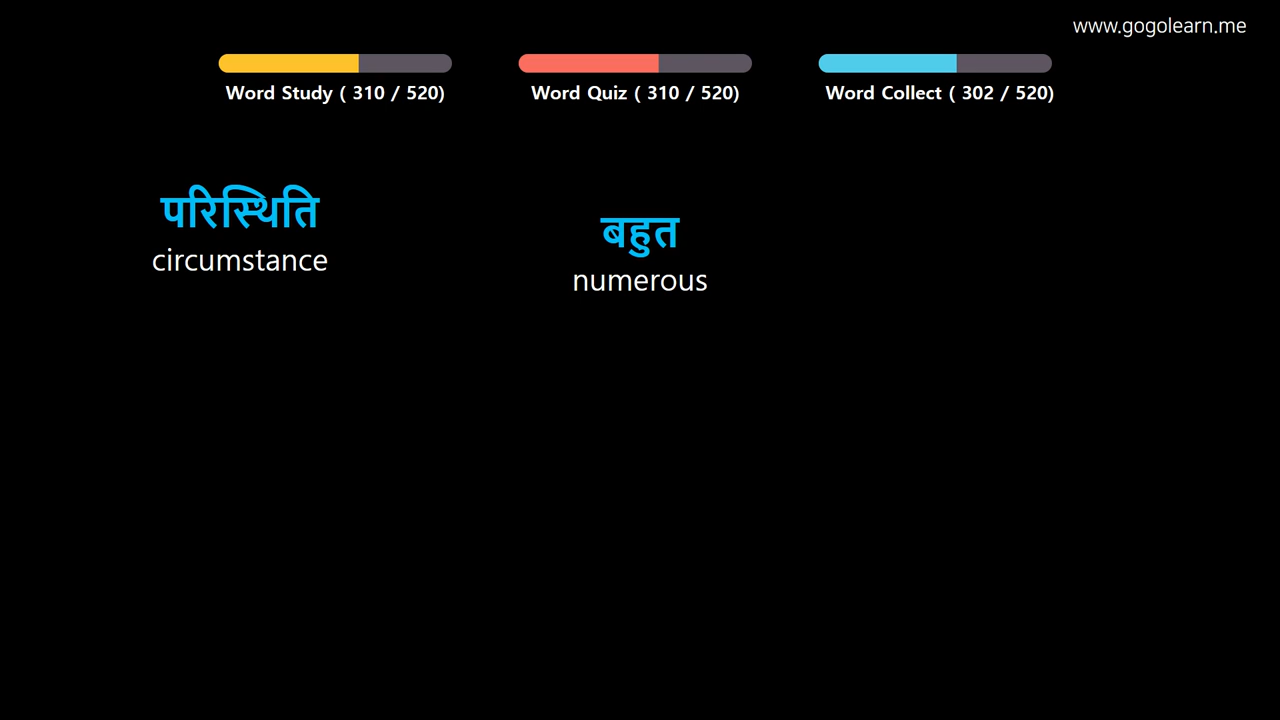 www.gogolearn.me
Word Study ( 310 / 520)
Word Quiz ( 310 / 520)
Word Collect ( 302 / 520)
परिस्थिति
circumstance
बहुत
numerous